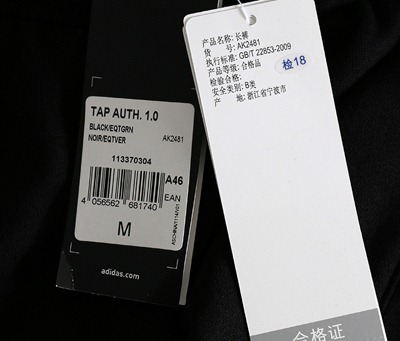 TAP AUTH. 1.0
BLACK/EQTGRN
NOIR/EQTVER
AK2481
113370304
A46
EAN
4 056562 681740
M
adidas.com
产品名称: 长裤
货 号: AK2481
执行标准: GB/T 22853-2009
产品等级: 合格品
检验合格:
检18
安全类别: B类
产 地: 浙江省宁波市
合格证